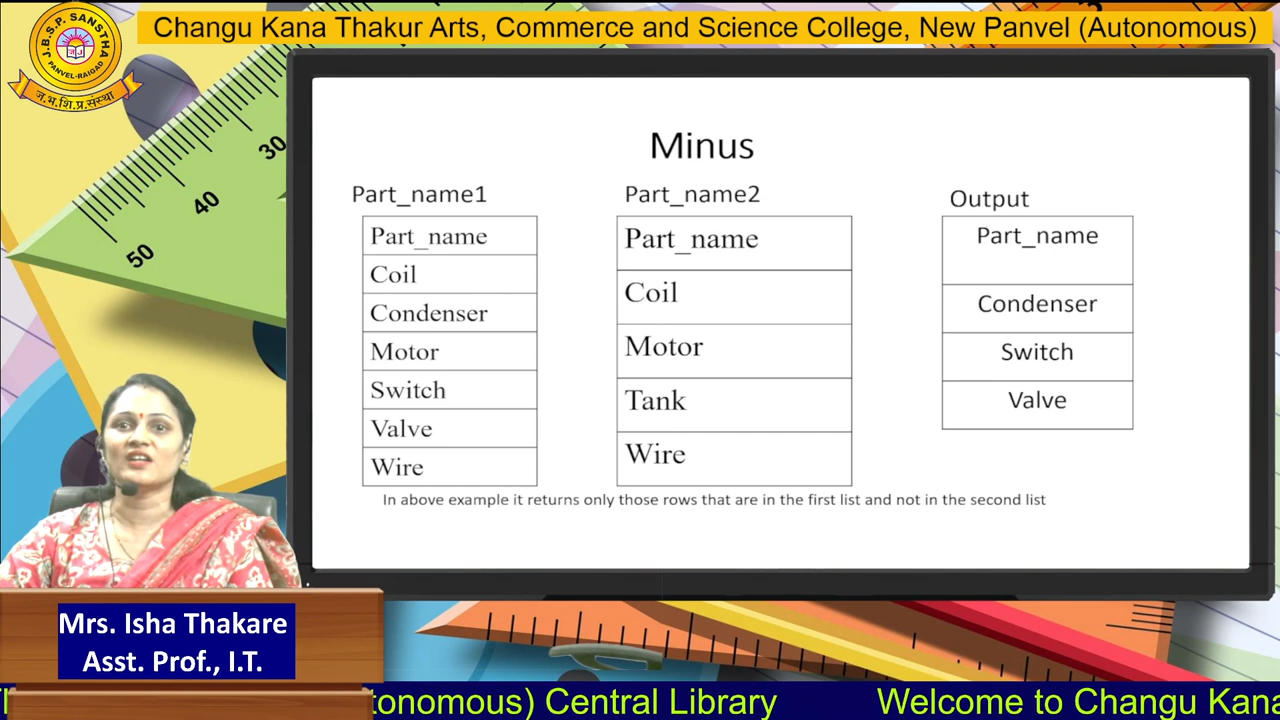 Changu Kana Thakur Arts, Commerce and Science College, New Panvel (Autonomous)
J.B.S.P. SANSTHA
PANVEL-RAIGAD
ज.भ.शि.प्र.संस्था
30
40
50
Minus
Part_name1
Part_name
Coil
Condenser
Motor
Switch
Valve
Wire
Part_name2
Part_name
Coil
Motor
Tank
Wire
Output
Part_name
Condenser
Switch
Valve
In above example it returns only those rows that are in the first list and not in the second list
Mrs. Isha Thakare
Asst. Prof., I.T.
tonomous) Central Library Welcome to Changu Kana